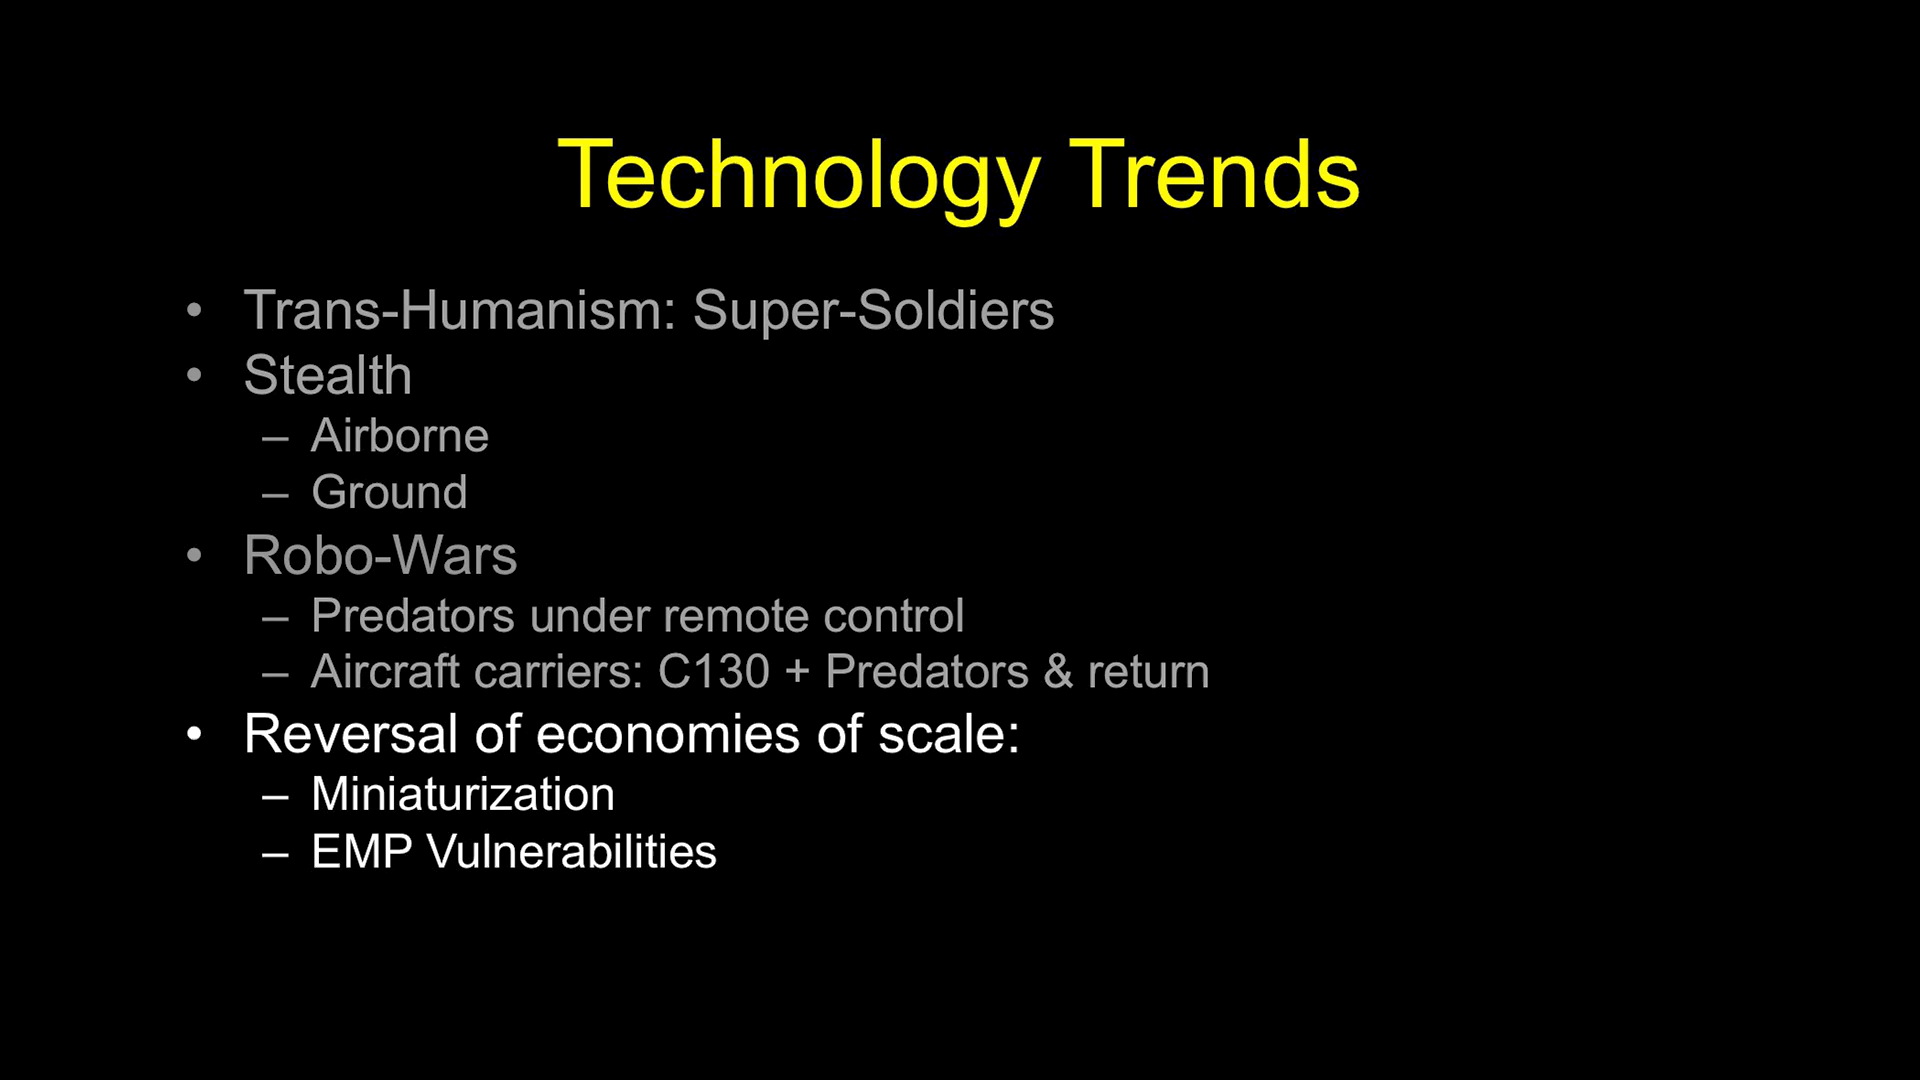 Technology Trends
• Trans-Humanism: Super-Soldiers
• Stealth
– Airborne
– Ground
• Robo-Wars
– Predators under remote control
– Aircraft carriers: C130 + Predators & return
• Reversal of economies of scale:
– Miniaturization
– EMP Vulnerabilities